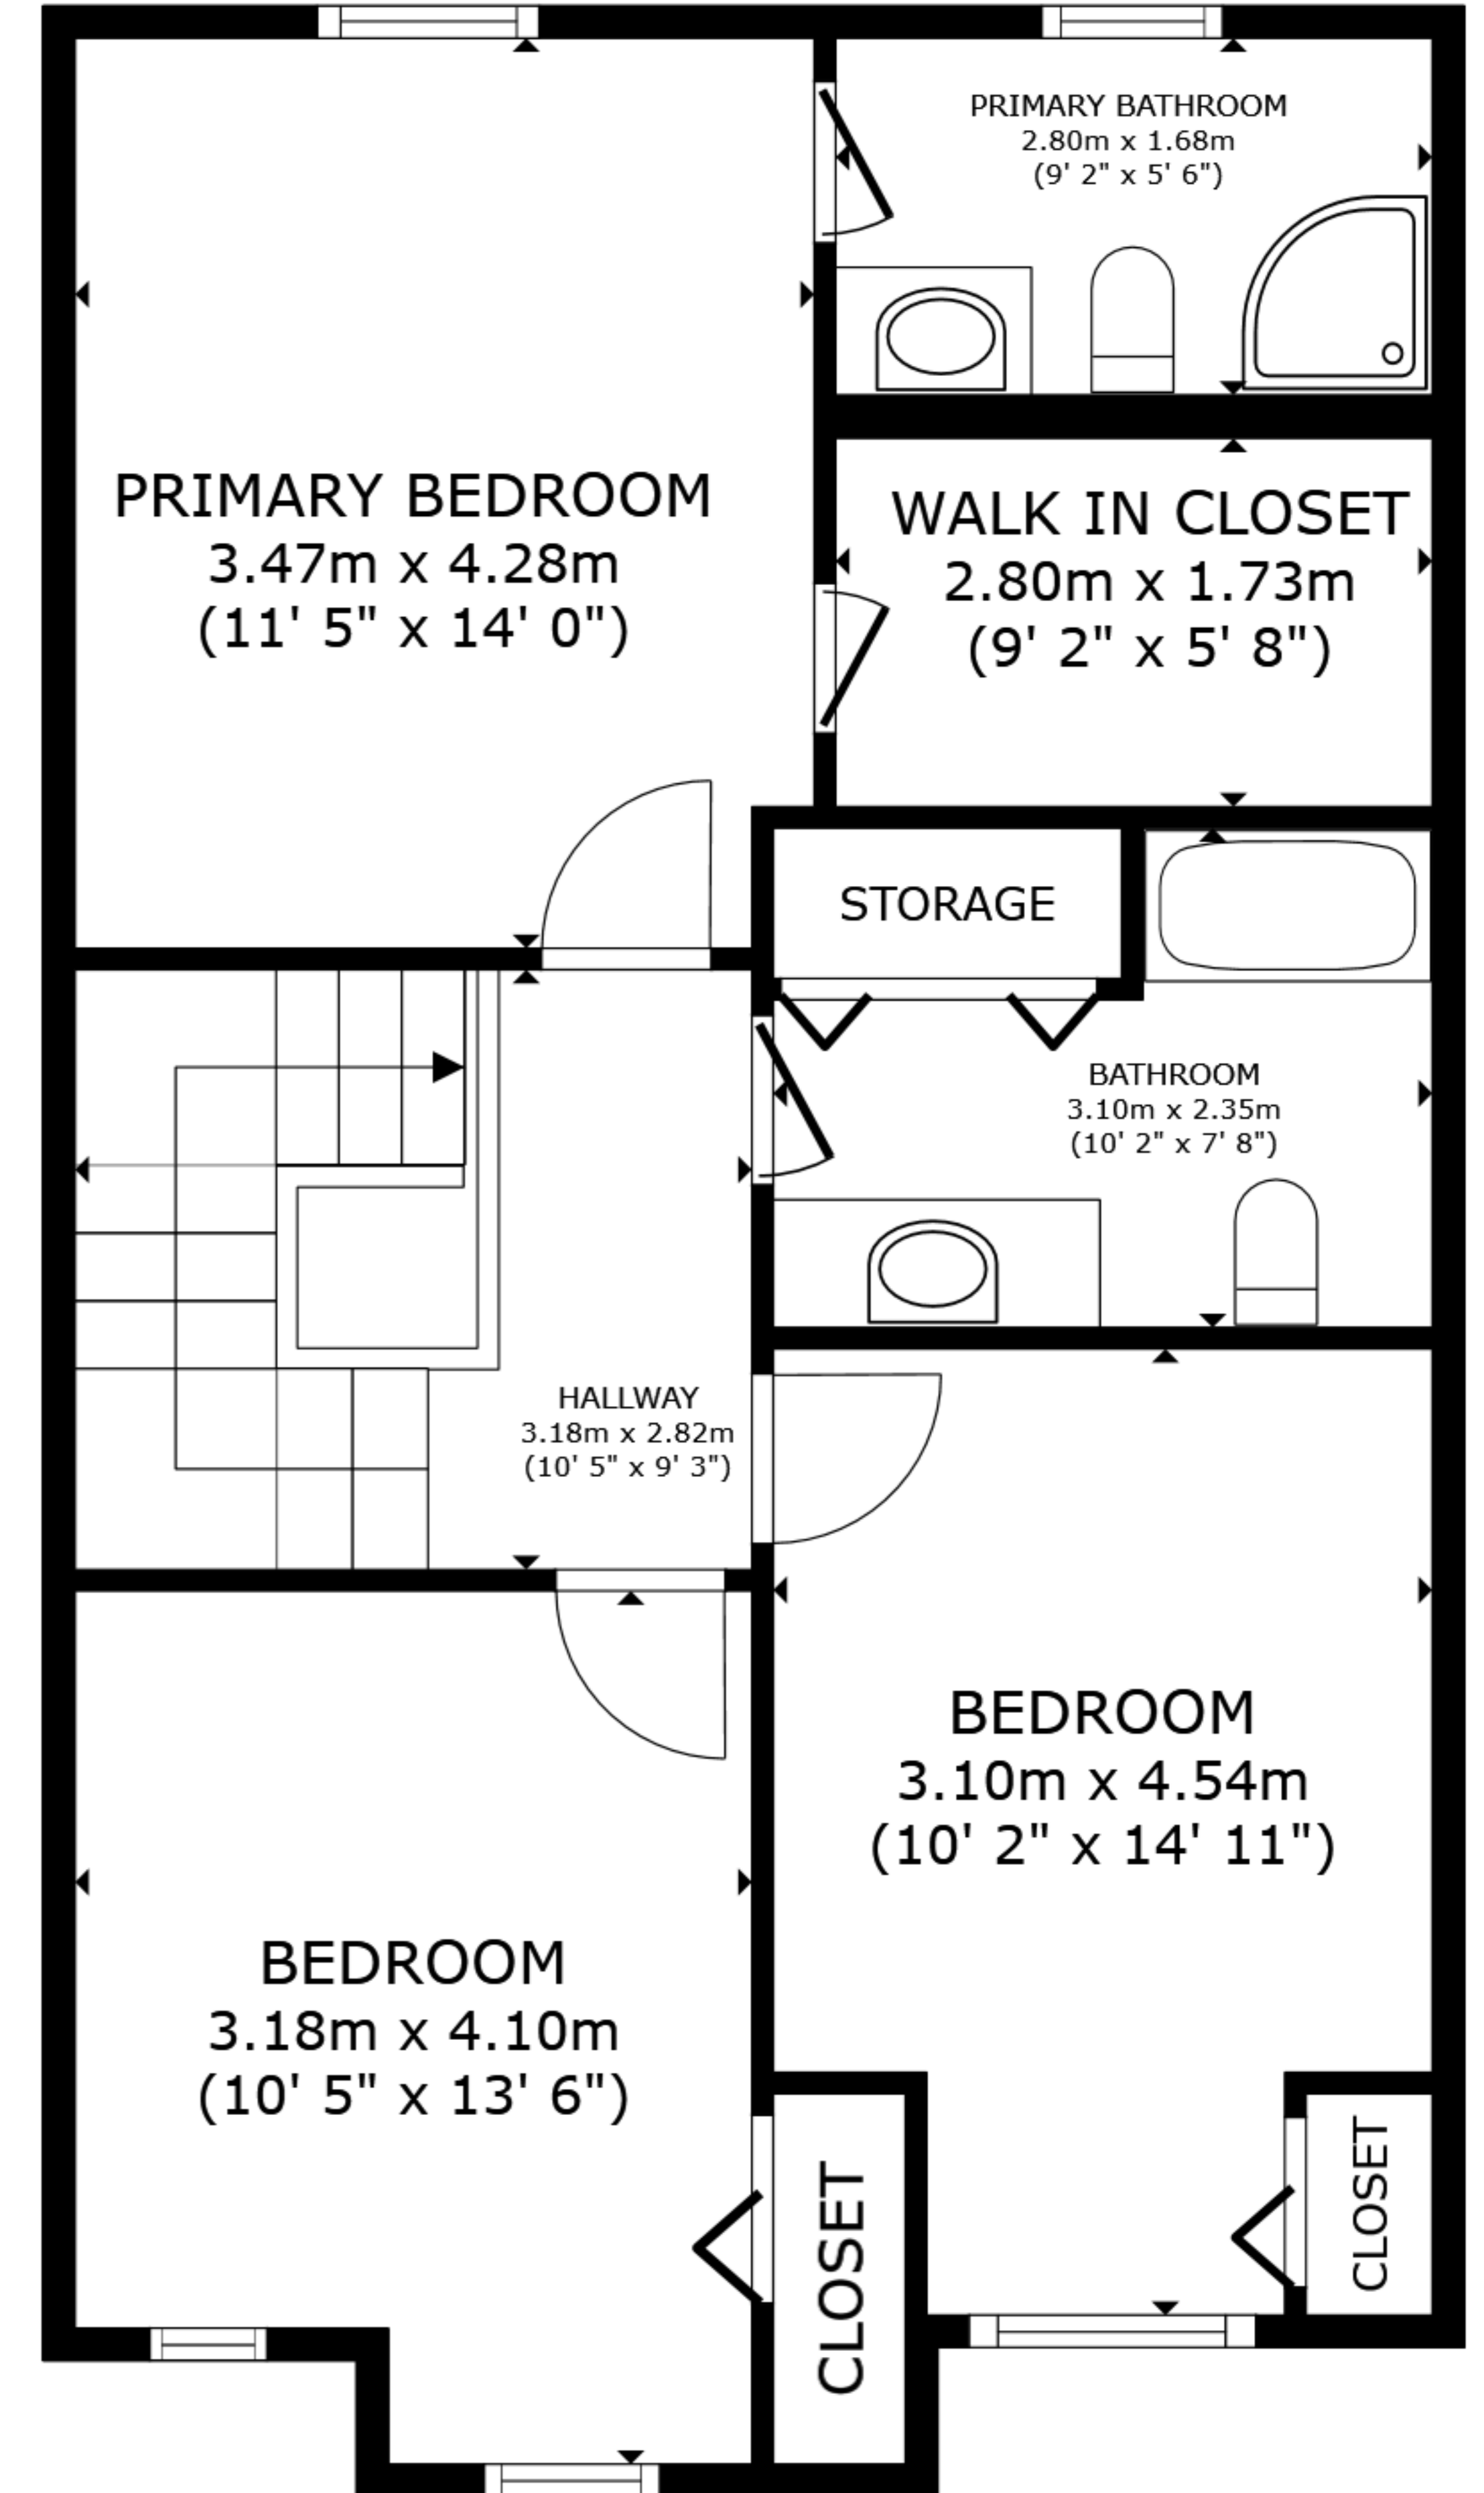 PRIMARY BATHROOM
2.80m x 1.68m
(9' 2" x 5' 6")
PRIMARY BEDROOM
3.47m x 4.28m
(11' 5" x 14' 0")
WALK IN CLOSET
2.80m x 1.73m
(9' 2" x 5' 8")
STORAGE
BATHROOM
3.10m x 2.35m
(10' 2" x 7' 8")
HALLWAY
3.18m x 2.82m
(10' 5" x 9' 3")
BEDROOM
3.10m x 4.54m
(10' 2" x 14' 11")
BEDROOM
3.18m x 4.10m
(10' 5" x 13' 6")
CLOSET
CLOSET